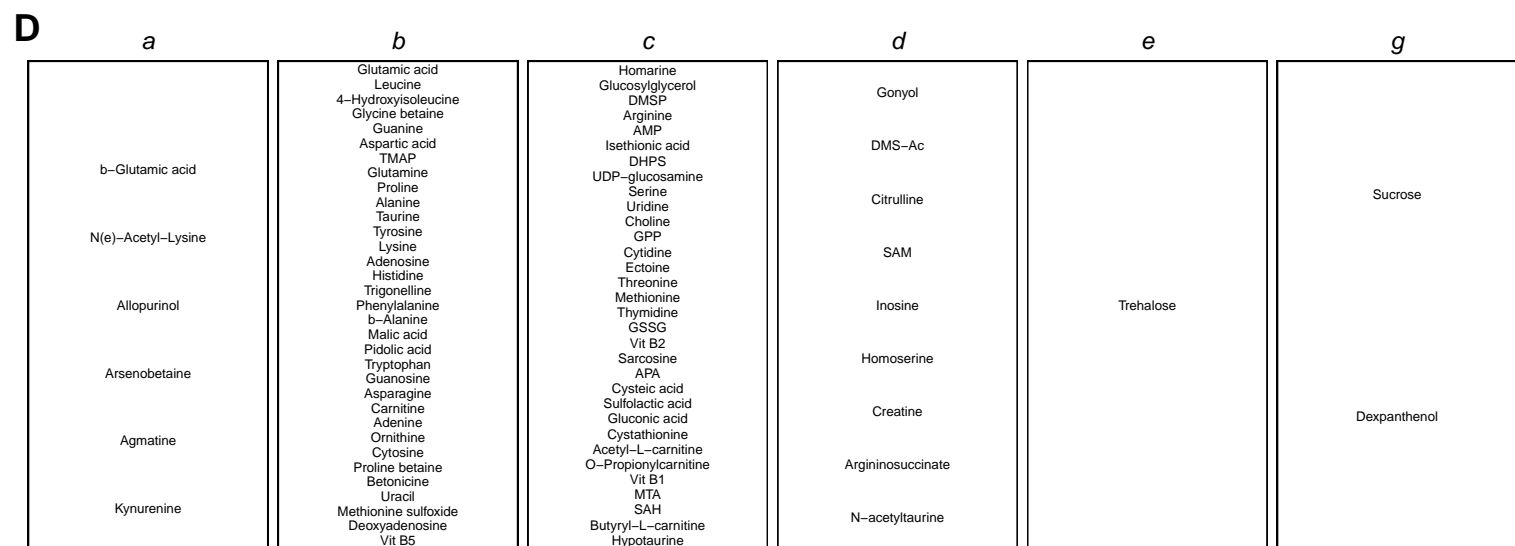 D
a
b
c
d
e
g
b−Glutamic acid
N(e)−Acetyl−Lysine
Allopurinol
Arsenobetaine
Agmatine
Kynurenine
Glutamic acid
Leucine
4−Hydroxyisoleucine
Glycine betaine
Guanine
Aspartic acid
TMAP
Glutamine
Proline
Alanine
Taurine
Tyrosine
Lysine
Adenosine
Histidine
Trigonelline
Phenylalanine
b−Alanine
Malic acid
Pidolic acid
Tryptophan
Guanosine
Asparagine
Carnitine
Adenine
Ornithine
Cytosine
Proline betaine
Betonicine
Uracil
Methionine sulfoxide
Deoxyadenosine
Vit B5
Homarine
Glucosylglycerol
DMSP
Arginine
AMP
Isethionic acid
DHPS
UDP−glucosamine
Serine
Uridine
Choline
GPP
Cytidine
Ectoine
Threonine
Methionine
Thymidine
GSSG
Vit B2
Sarcosine
APA
Cysteic acid
Sulfolactic acid
Gluconic acid
Cystathionine
Acetyl−L−carnitine
O−Propionylcarnitine
Vit B1
MTA
SAH
Butyryl−L−carnitine
Hypotaurine
Gonyol
DMS−Ac
Citrulline
SAM
Inosine
Homoserine
Creatine
Argininosuccinate
N−acetyltaurine
Trehalose
Sucrose
Dexpanthenol